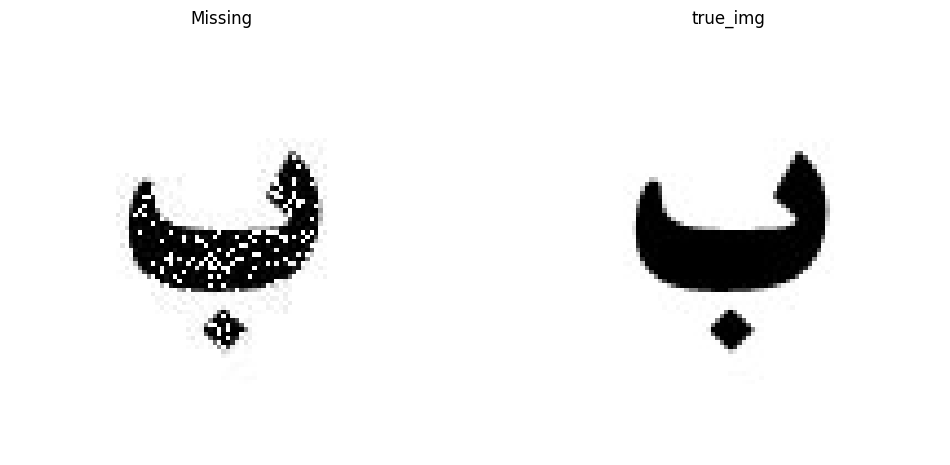 Missing true_img
ب ب